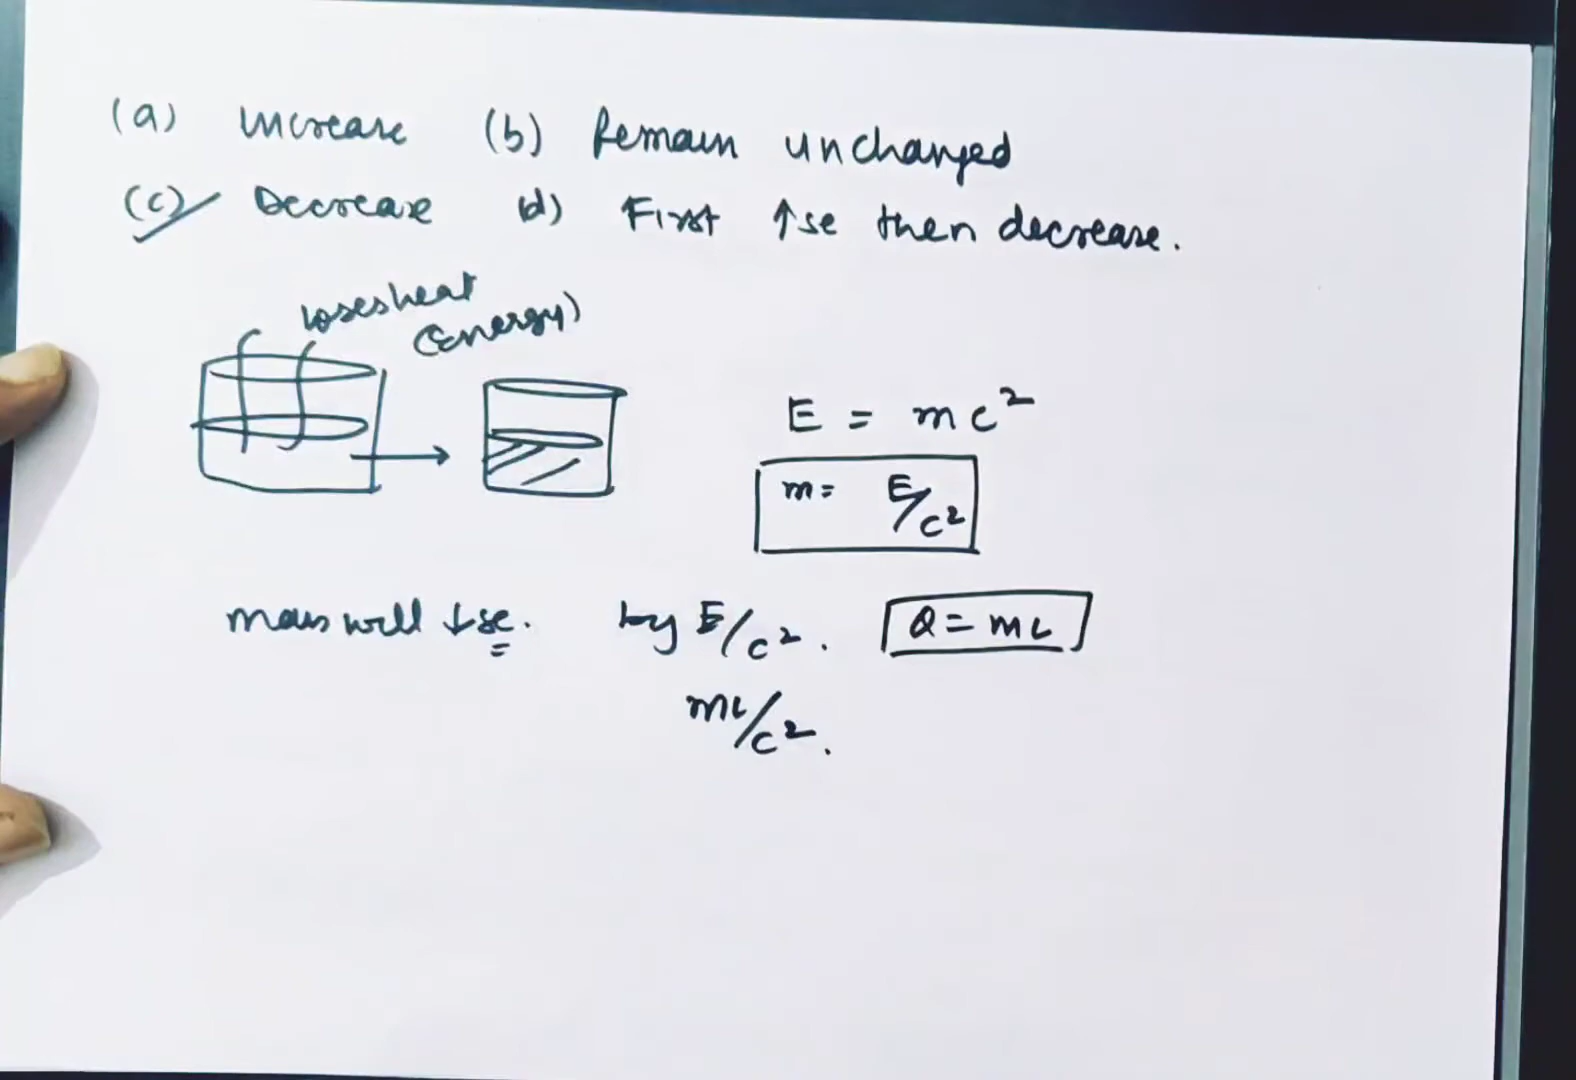 (a) Increase (b) Remain unchanged
(c) Decrease d) First ↑se then decrease.
loses heat
(Energy)
E = mc²
m = E/c²
mass will ↓se. by E/c². Q = mL
mL/c².